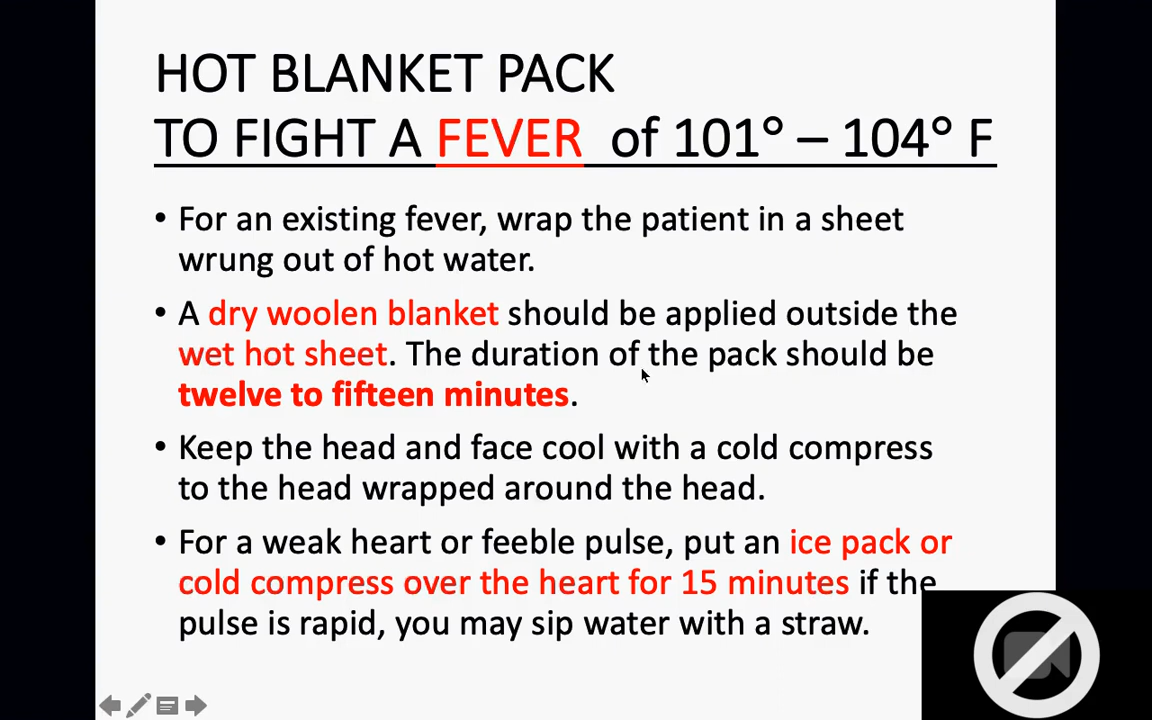 HOT BLANKET PACK
TO FIGHT A FEVER of 101° – 104° F
• For an existing fever, wrap the patient in a sheet
wrung out of hot water.
• A dry woolen blanket should be applied outside the
wet hot sheet. The duration of the pack should be
twelve to fifteen minutes.
• Keep the head and face cool with a cold compress
to the head wrapped around the head.
• For a weak heart or feeble pulse, put an ice pack or
cold compress over the heart for 15 minutes if the
pulse is rapid, you may sip water with a straw.